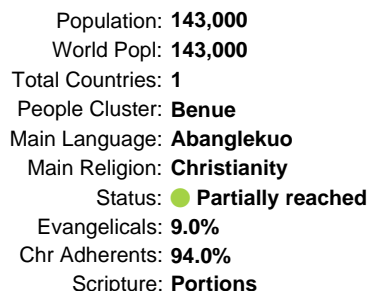 Population: 143,000
World Popl: 143,000
Total Countries: 1
People Cluster: Benue
Main Language: Abanglekuo
Main Religion: Christianity
Status: Partially reached
Evangelicals: 9.0%
Chr Adherents: 94.0%
Scripture: Portions